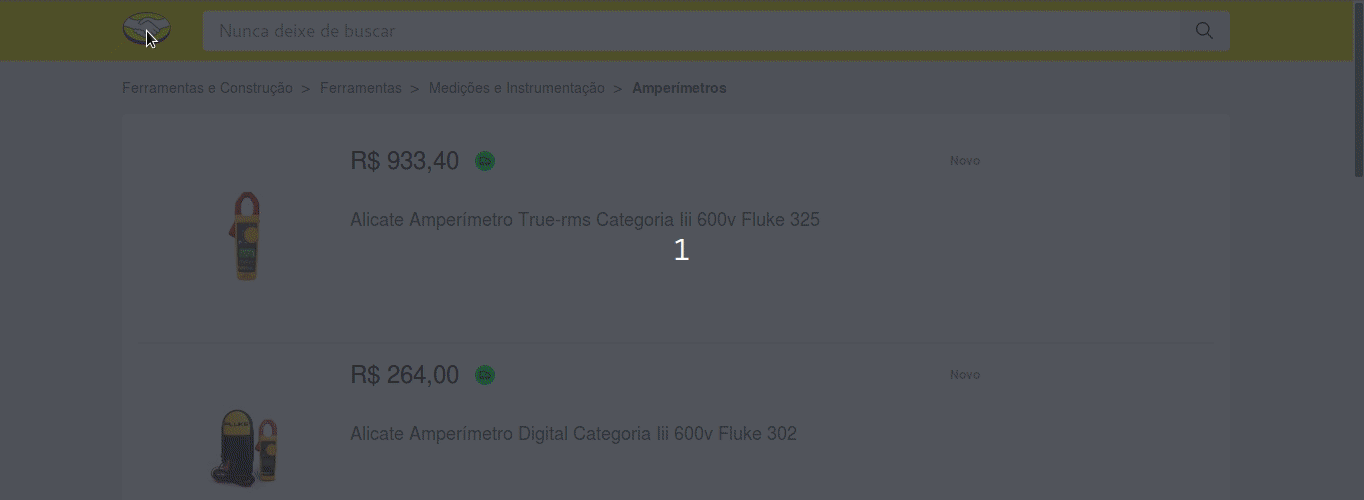 Nunca deixe de buscar
Ferramentas e Construção > Ferramentas > Medições e Instrumentação > Amperímetros
R$ 933,40
Novo
Alicate Amperímetro True-rms Categoria Iii 600v Fluke 325
1
R$ 264,00
Novo
Alicate Amperímetro Digital Categoria Iii 600v Fluke 302